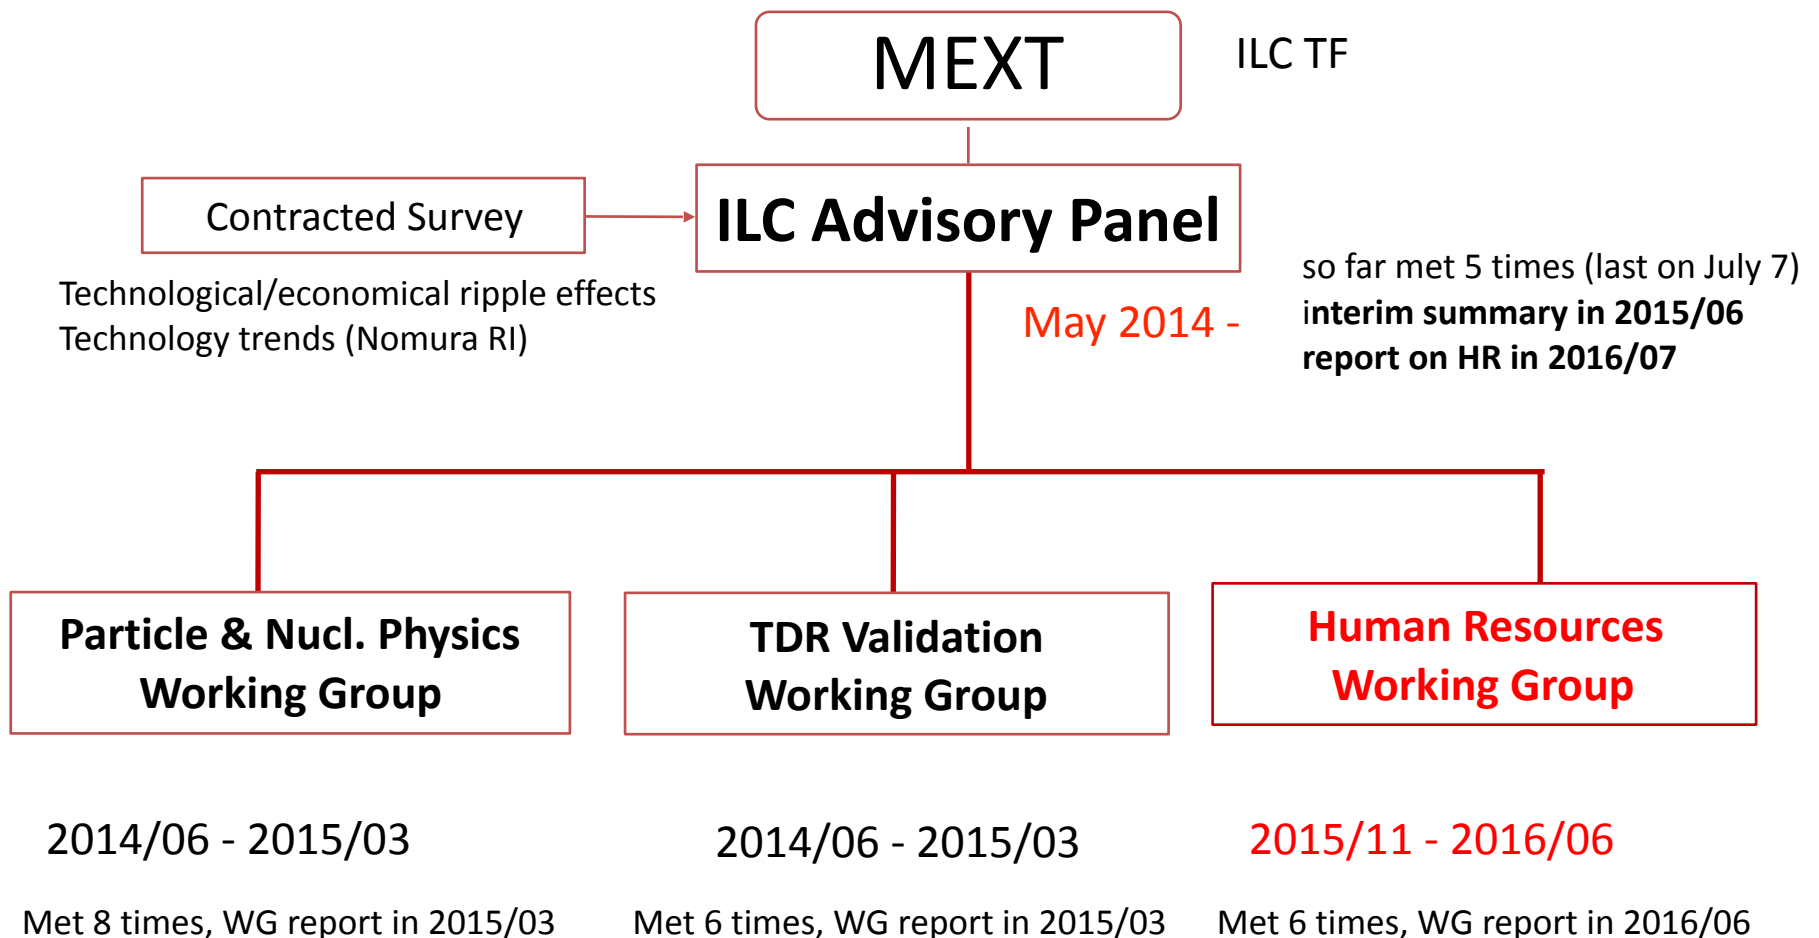 MEXT
ILC TF
Contracted Survey
ILC Advisory Panel
Technological/economical ripple effects
Technology trends (Nomura RI)
May 2014 -
so far met 5 times (last on July 7)
interim summary in 2015/06
report on HR in 2016/07
Particle & Nucl. Physics
Working Group
TDR Validation
Working Group
Human Resources
Working Group
2014/06 - 2015/03
2014/06 - 2015/03
2015/11 - 2016/06
Met 8 times, WG report in 2015/03
Met 6 times, WG report in 2015/03
Met 6 times, WG report in 2016/06